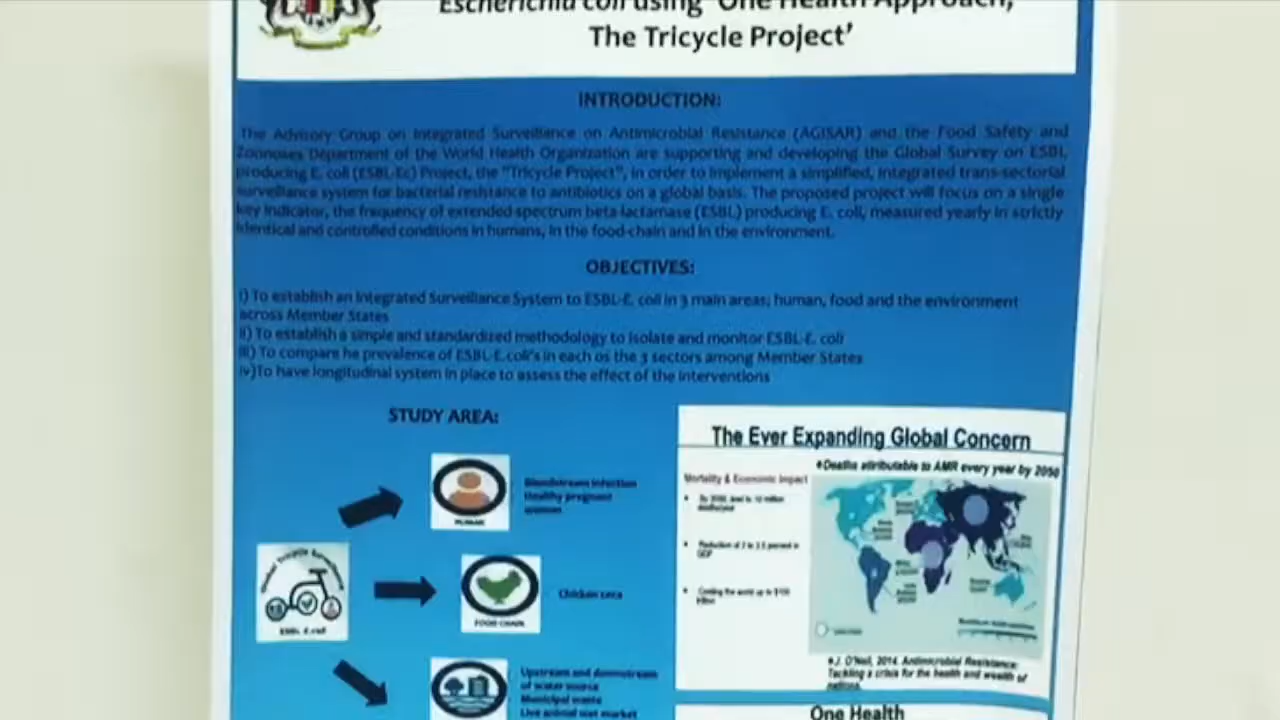 Escherichia coli using 'One Health Approach,
The Tricycle Project'
INTRODUCTION:
The Advisory Group on Integrated Surveillance on Antimicrobial Resistance (AGISAR) and the Food Safety and
Zoonoses Department of the World Health Organization are supporting and developing the Global Survey on ESBL
producing E. coli (ESBL-Ec) Project, the "Tricycle Project", in order to implement a simplified, integrated trans-sectorial
surveillance system for bacterial resistance to antibiotics on a global basis. The proposed project will focus on a single
key indicator, the frequency of extended-spectrum beta-lactamase (ESBL) producing E. coli, measured yearly in strictly
identical and controlled conditions in humans, in the food-chain and in the environment.
OBJECTIVES:
i) To establish an Integrated Surveillance System to ESBL-E. coli in 3 main areas; human, food and the environment
across Member States
ii) To establish a simple and standardized methodology to isolate and monitor ESBL-E. coli
iii) To compare he prevalence of ESBL-E.coli's in each os the 3 sectors among Member States
iv)To have longitudinal system in place to assess the effect of the interventions
STUDY AREA:
Bloodstream infection
Healthy pregnant
women
HUMAN
ESBL E.coli
Chicken ceca
FOOD CHAIN
Upstream and downstream
of water source
Municipal waste
Live animal wet market
The Ever Expanding Global Concern
Deaths attributable to AMR every year by 2050
Mortality & Economic Impact
J. O'Neil, 2014. Antimicrobial Resistance:
Tackling a crisis for the health and wealth of
nations
One Health